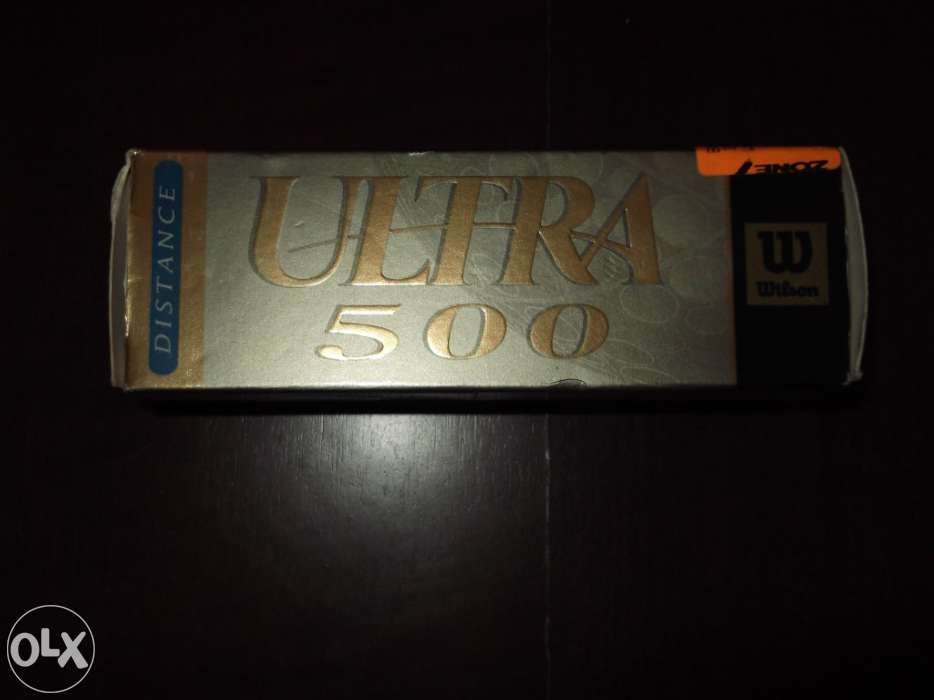 DISTANCE
ULTRA
500
ZONE
W
Wilson
OLX